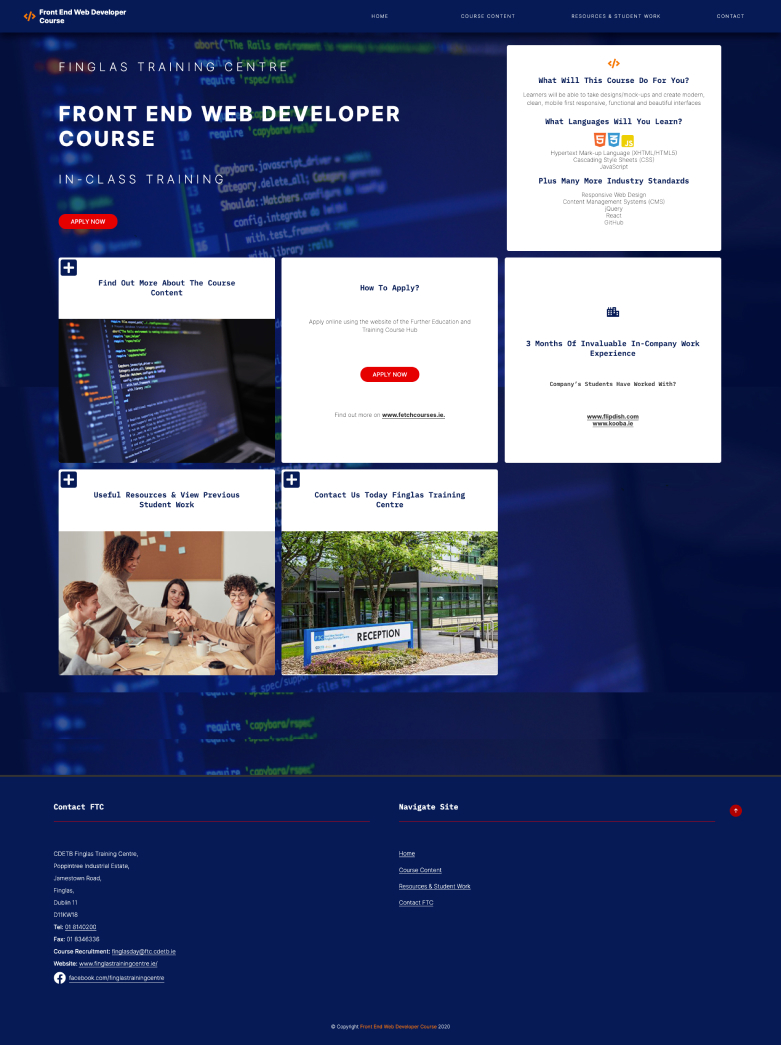 Front End Web Developer
Course
HOME
COURSE CONTENT
RESOURCES & STUDENT WORK
CONTACT
FINGLAS TRAINING CENTRE
FRONT END WEB DEVELOPER
COURSE
IN-CLASS TRAINING
APPLY NOW
What Will This Course Do For You?
Learners will be able to take designs/mock-ups and create modern,
clean, mobile first responsive, functional and beautiful interfaces
What Languages Will You Learn?
JS
Hypertext Mark-up Language (XHTML/HTML5)
Cascading Style Sheets (CSS)
JavaScript
Plus Many More Industry Standards
Responsive Web Design
Content Management Systems (CMS)
jQuery
React
GitHub
Find Out More About The Course
Content
How To Apply?
Apply online using the website of the Further Education and
Training Course Hub
APPLY NOW
Find out more on www.fetchcourses.ie.
3 Months Of Invaluable In-Company Work
Experience
Company's Students Have Worked With?
www.flipdish.com
www.kooba.ie
Useful Resources & View Previous
Student Work
Contact Us Today Finglas Training
Centre
RECEPTION
require 'capybara/rspec'
Contact FTC
CDETB Finglas Training Centre,
Poppintree Industrial Estate,
Jamestown Road,
Finglas,
Dublin 11
D11KW18
Tel: 01 8140200
Fax: 01 8346336
Course Recruitment: finglasday@ftc.cdetb.ie
Website: www.finglastrainingcentre.ie/
facebook.com/finglastrainingcentre
Navigate Site
Home
Course Content
Resources & Student Work
Contact FTC
© Copyright Front End Web Developer Course 2020